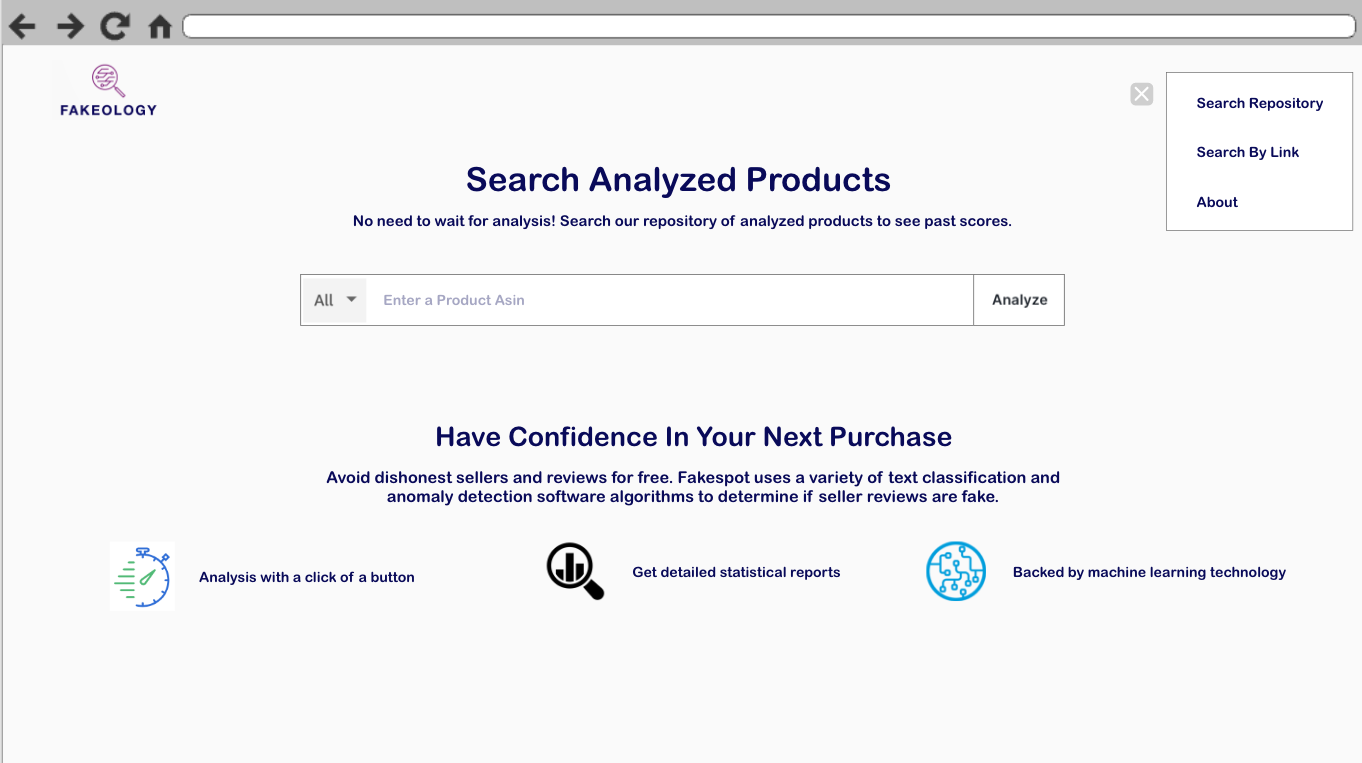 FAKEOLOGY
Search Repository
Search By Link
About
Search Analyzed Products
No need to wait for analysis! Search our repository of analyzed products to see past scores.
All
Enter a Product Asin
Analyze
Have Confidence In Your Next Purchase
Avoid dishonest sellers and reviews for free. Fakespot uses a variety of text classification and
anomaly detection software algorithms to determine if seller reviews are fake.
Analysis with a click of a button
Get detailed statistical reports
Backed by machine learning technology